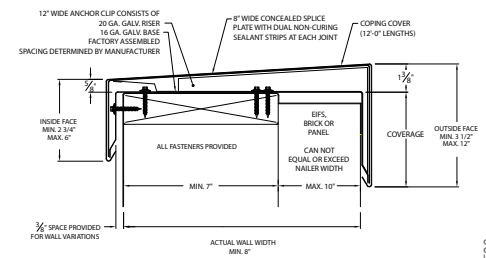 12" WIDE ANCHOR CLIP CONSISTS OF
20 GA. GALV. RISER
16 GA. GALV. BASE
FACTORY ASSEMBLED
SPACING DETERMINED BY MANUFACTURER
8" WIDE CONCEALED SPLICE
PLATE WITH DUAL NON-CURING
SEALANT STRIPS AT EACH JOINT
COPING COVER
(12'-0" LENGTHS)
5/8"
1 3/8"
INSIDE FACE
MIN. 2 3/4"
MAX. 6"
ALL FASTENERS PROVIDED
EIFS,
BRICK OR
PANEL
CAN NOT
EQUAL OR EXCEED
NAILER WIDTH
COVERAGE
OUTSIDE FACE
MIN. 3 1/2"
MAX. 12"
MIN. 7"
MAX. 10"
3/8" SPACE PROVIDED
FOR WALL VARIATIONS
ACTUAL WALL WIDTH
MIN. 8"